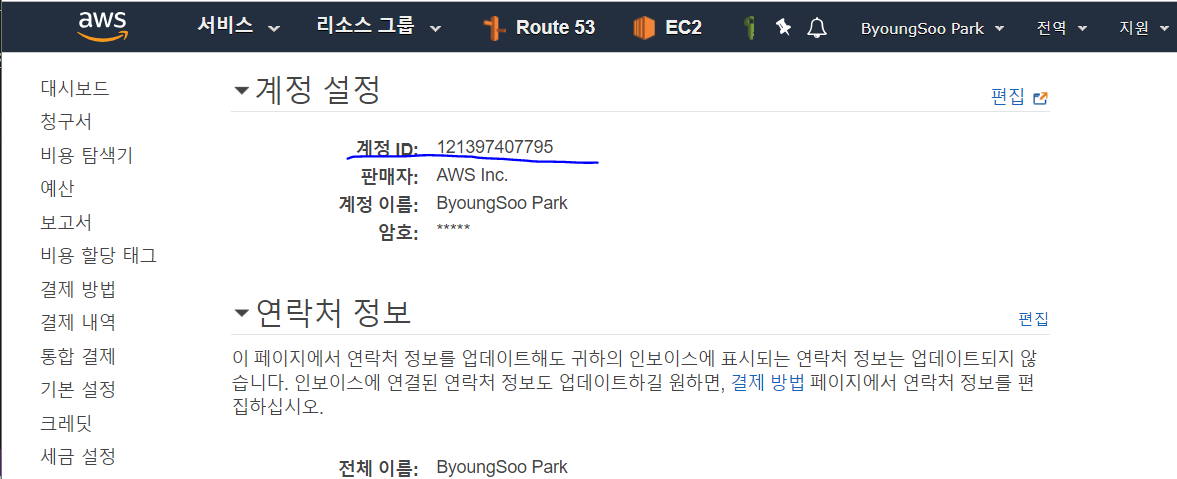 aws 서비스 리소스 그룹 Route 53 EC2 ByoungSoo Park 전역 지원
대시보드
청구서
비용 탐색기
예산
보고서
비용 할당 태그
결제 방법
결제 내역
통합 결제
기본 설정
크레딧
세금 설정
계정 설정 편집
계정 ID: 121397407795
판매자: AWS Inc.
계정 이름: ByoungSoo Park
암호: *****
연락처 정보 편집
이 페이지에서 연락처 정보를 업데이트해도 귀하의 인보이스에 표시되는 연락처 정보는 업데이트되지 않
습니다. 인보이스에 연결된 연락처 정보도 업데이트하길 원하면, 결제 방법 페이지에서 연락처 정보를 편
집하십시오.
전체 이름: ByoungSoo Park